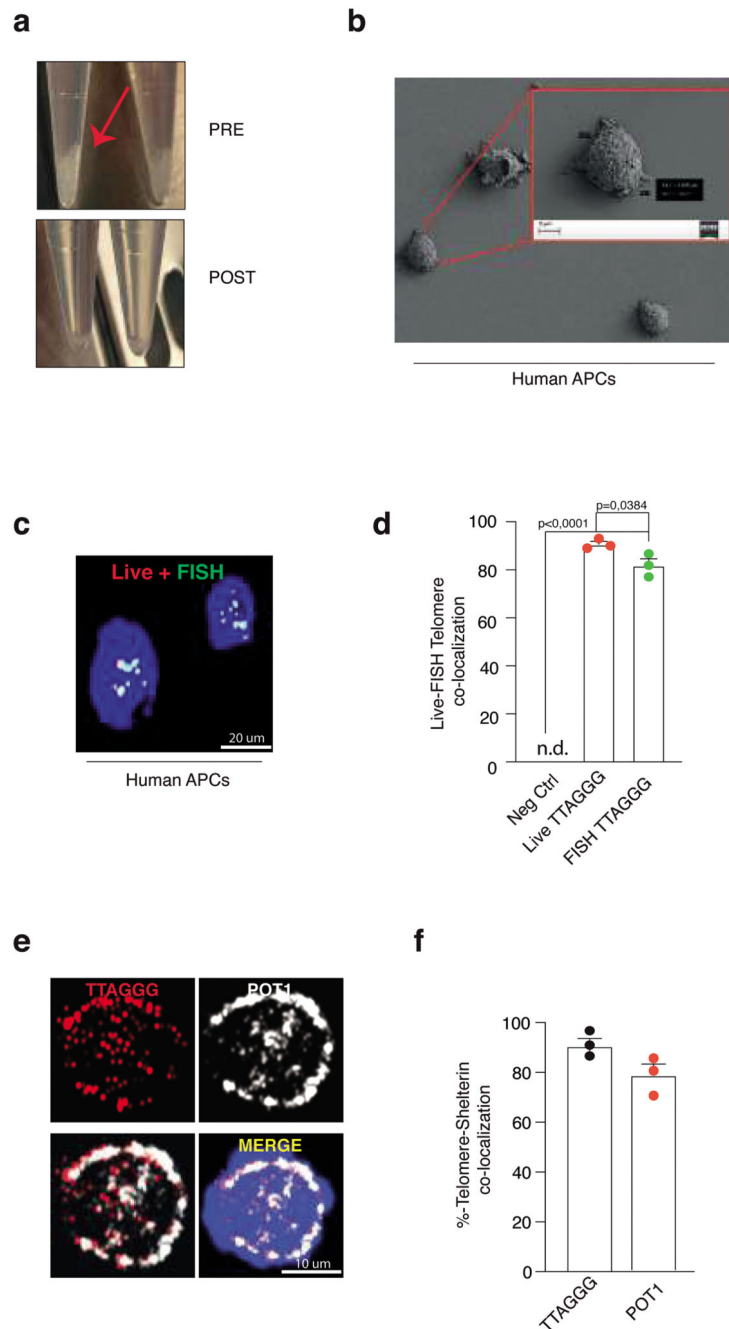 a
PRE
POST
b
Human APCs
c
Live + FISH
20 um
Human APCs
d
p=0,0384
p<0,0001
100
80
60
40
20
0
Live-FISH Telomere
co-localization
n.d.
Neg Ctrl
Live TTAGGG
FISH TTAGGG
e
TTAGGG
POT1
MERGE
10 um
f
100
80
60
40
20
0
%-Telomere-Shelterin
co-localization
TTAGGG
POT1